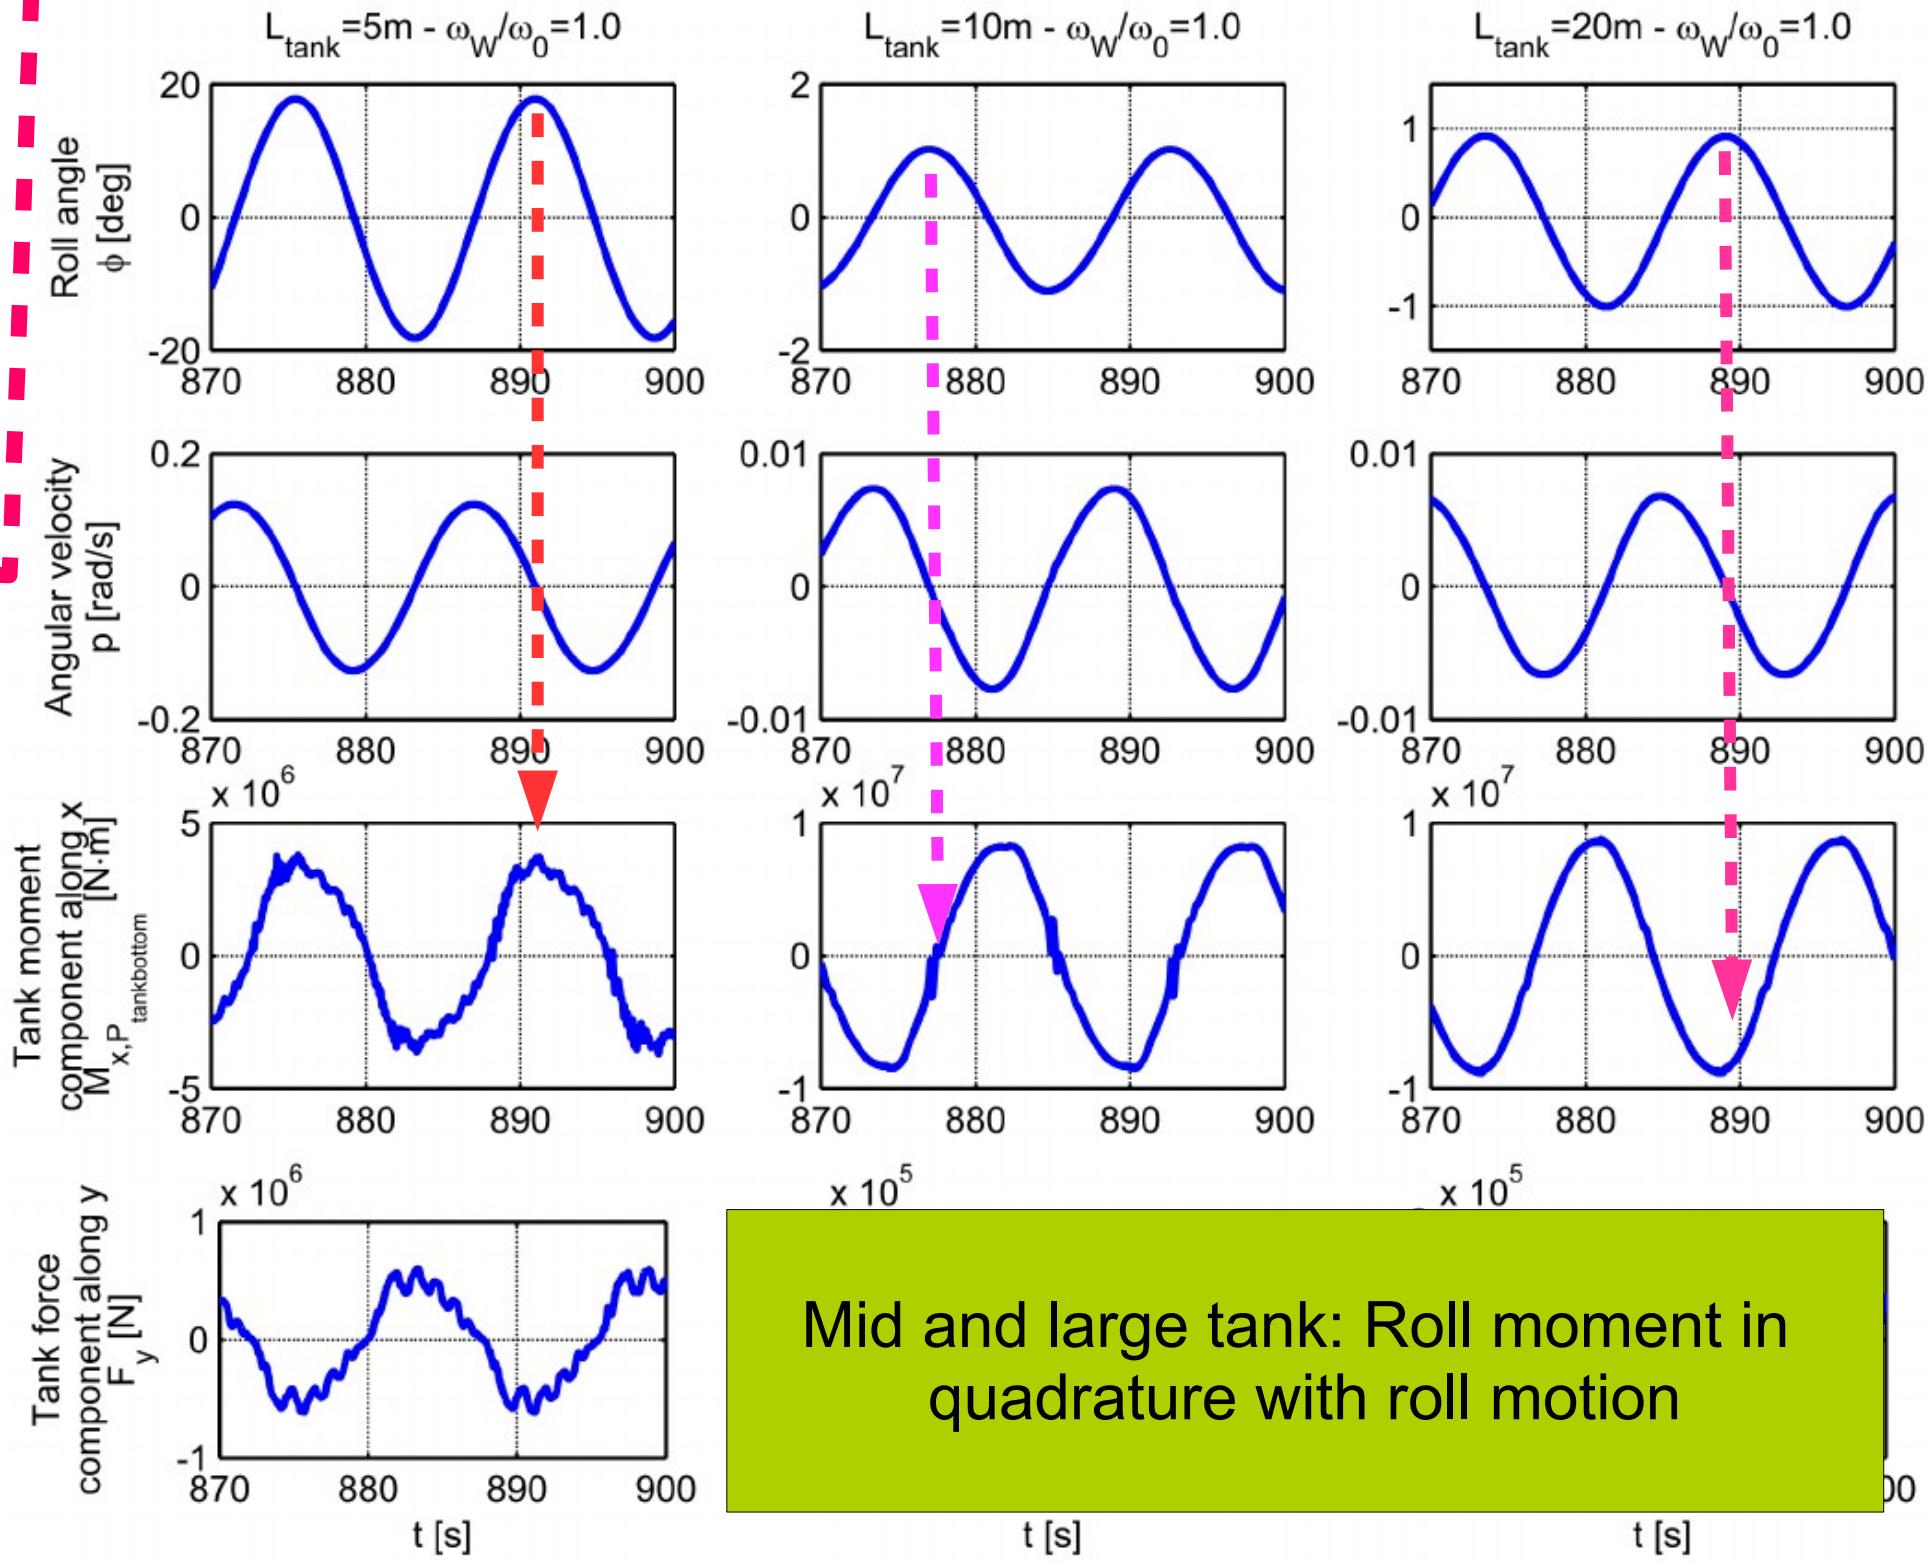 L_tank=5m - ω_W/ω_0=1.0
L_tank=10m - ω_W/ω_0=1.0
L_tank=20m - ω_W/ω_0=1.0
Roll angle
ϕ [deg]
20
0
-20
870 880 890 900
2
0
-2
870 880 890 900
1
0
-1
870 880 890 900
Angular velocity
p [rad/s]
0.2
0
-0.2
870 880 890 900
0.01
0
-0.01
870 880 890 900
0.01
0
-0.01
870 880 890 900
Tank moment
component along x
M_x,P_tankbottom [N·m]
x 10^6
5
0
-5
870 880 890 900
x 10^7
1
0
-1
870 880 890 900
x 10^7
1
0
-1
870 880 890 900
Tank force
component along y
F_y [N]
x 10^6
1
0
-1
870 880 890 900
t [s]
x 10^5
t [s]
x 10^5
00
t [s]
Mid and large tank: Roll moment in
quadrature with roll motion